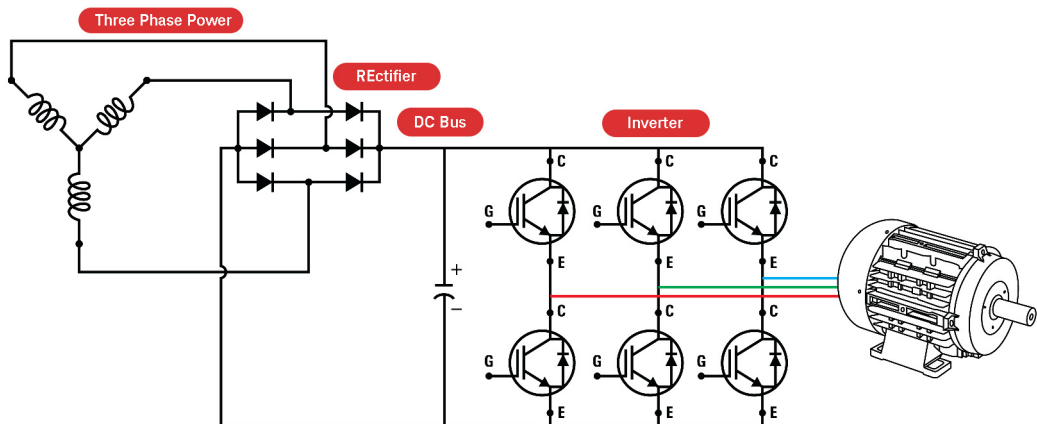 Three Phase Power
REctifier
DC Bus
Inverter
C C C
G G G
E E E
+
−
C C C
G G G
E E E